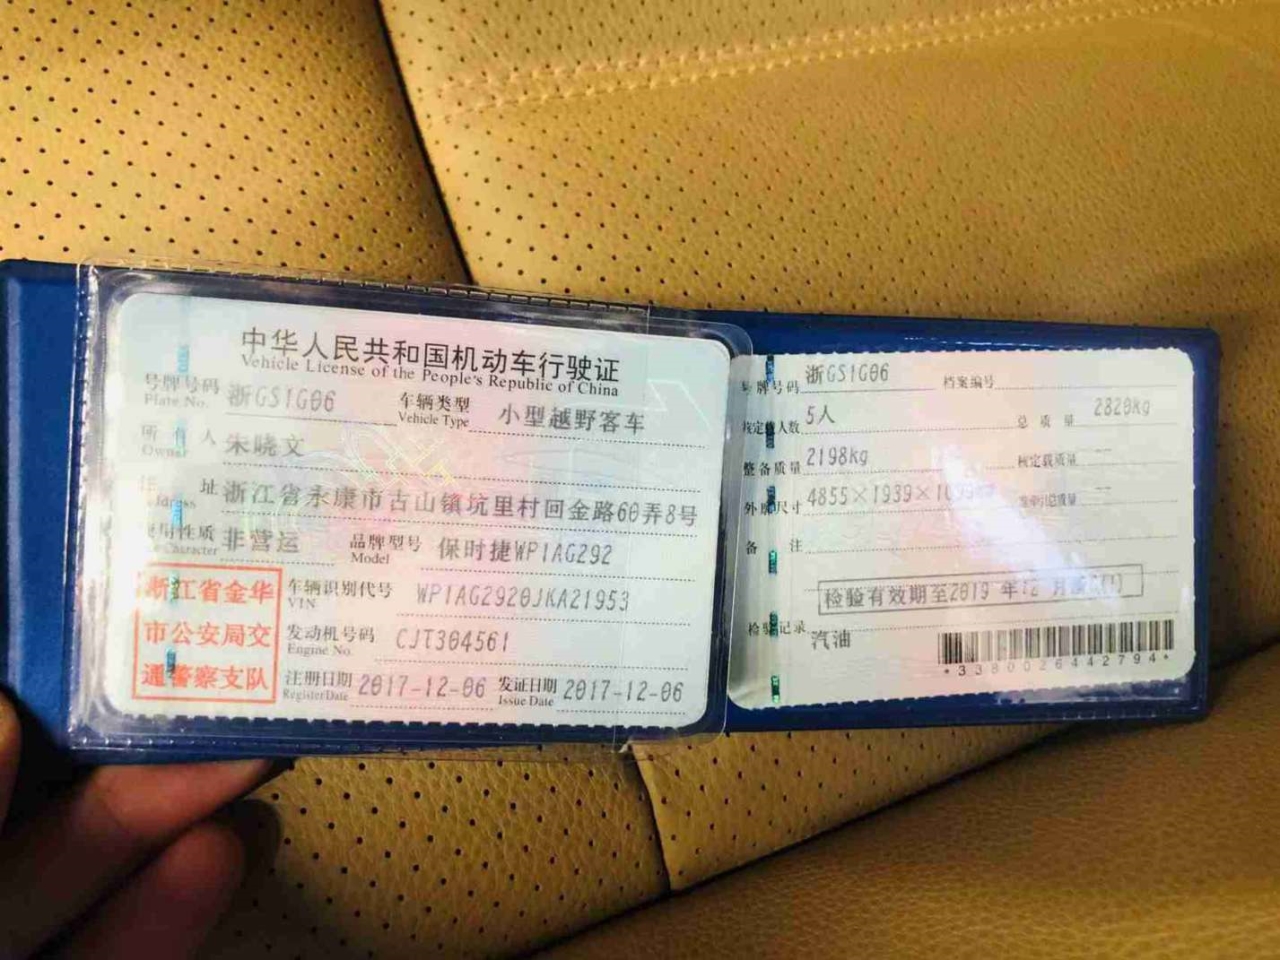 中华人民共和国机动车行驶证
Vehicle License of the People's Republic of China
号牌号码 浙GS1G06 车辆类型 小型越野客车
Plate No. Vehicle Type
所有人 朱晓文
Owner
住址 浙江省永康市古山镇坑里村回金路60弄8号
Address
使用性质 非营运 品牌型号 保时捷WP1AG292
Use Character Model
浙江省金华
市公安局交
通警察支队
车辆识别代号 WP1AG2920JKA21953
VIN
发动机号码 CJT304561
Engine No.
注册日期 2017-12-06 发证日期 2017-12-06
Register Date Issue Date
号牌号码 浙GS1G06 档案编号
核定载人数 5人 总质量 2820kg
整备质量 2198kg 核定载质量 --
外廓尺寸 4855×1939× 准牵引总质量 --
备注
检验有效期至2019年12月
检验记录
汽油
*3380026442794*